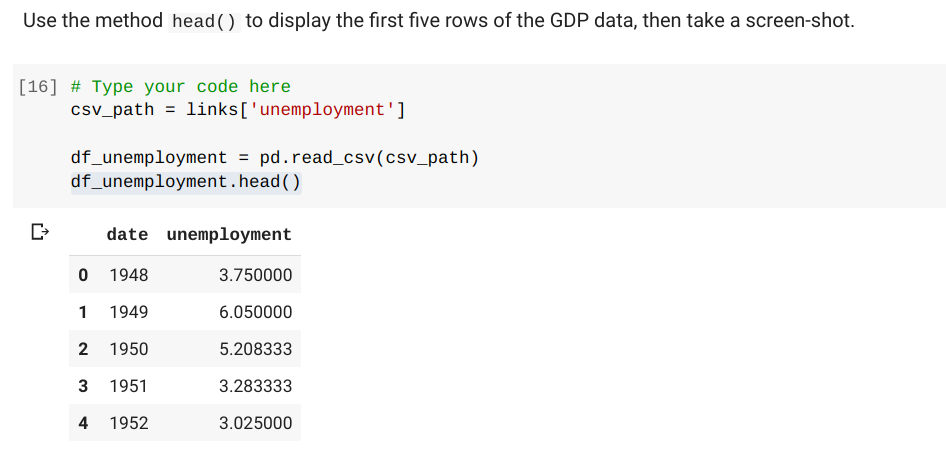 Use the method head() to display the first five rows of the GDP data, then take a screen-shot.
[16] # Type your code here
csv_path = links['unemployment']
df_unemployment = pd.read_csv(csv_path)
df_unemployment.head()
date unemployment
0 1948 3.750000
1 1949 6.050000
2 1950 5.208333
3 1951 3.283333
4 1952 3.025000